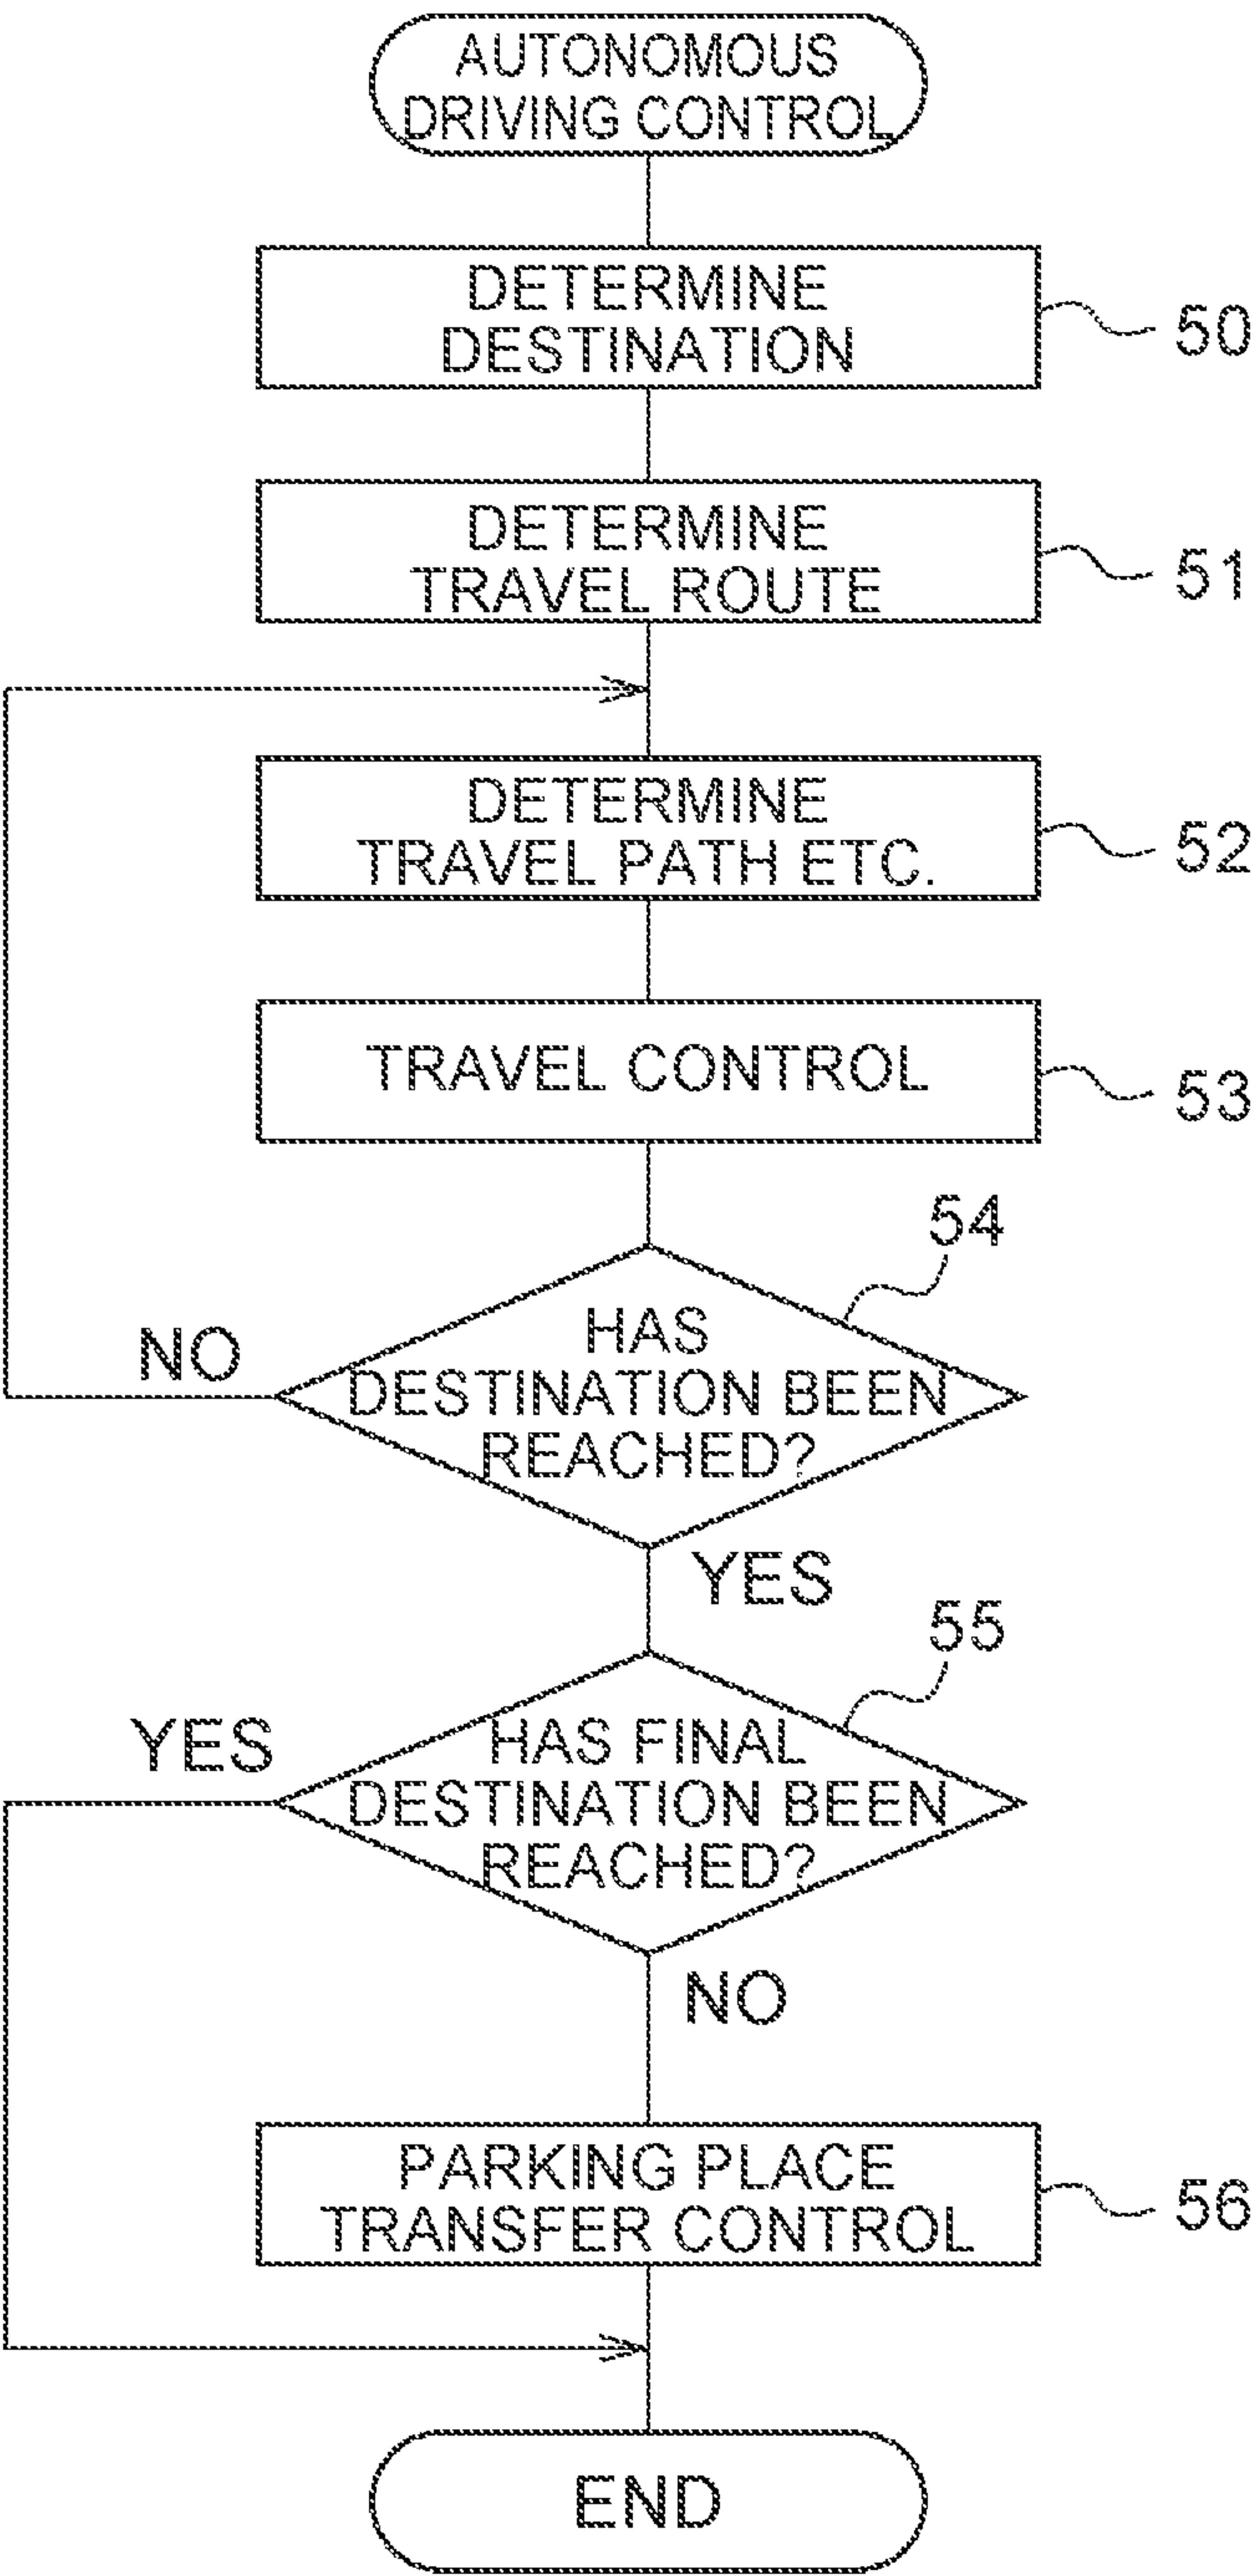 AUTONOMOUS
DRIVING CONTROL
DETERMINE
DESTINATION
50
DETERMINE
TRAVEL ROUTE
51
DETERMINE
TRAVEL PATH ETC.
52
TRAVEL CONTROL
53
54
HAS
DESTINATION BEEN
REACHED?
NO
YES
55
HAS FINAL
DESTINATION BEEN
REACHED?
YES
NO
PARKING PLACE
TRANSFER CONTROL
56
END